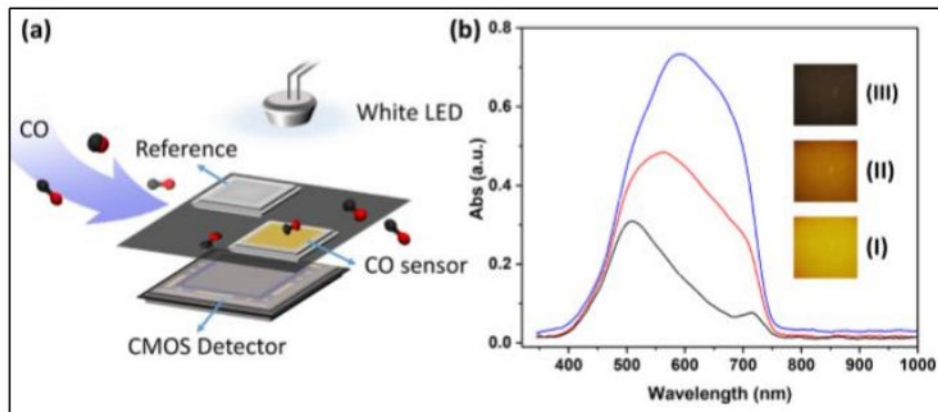 (a)
CO
White LED
Reference
CO sensor
CMOS Detector
(b)
0.8
0.6
0.4
0.2
0.0
Abs (a.u.)
(III)
(II)
(I)
400 500 600 700 800 900 1000
Wavelength (nm)